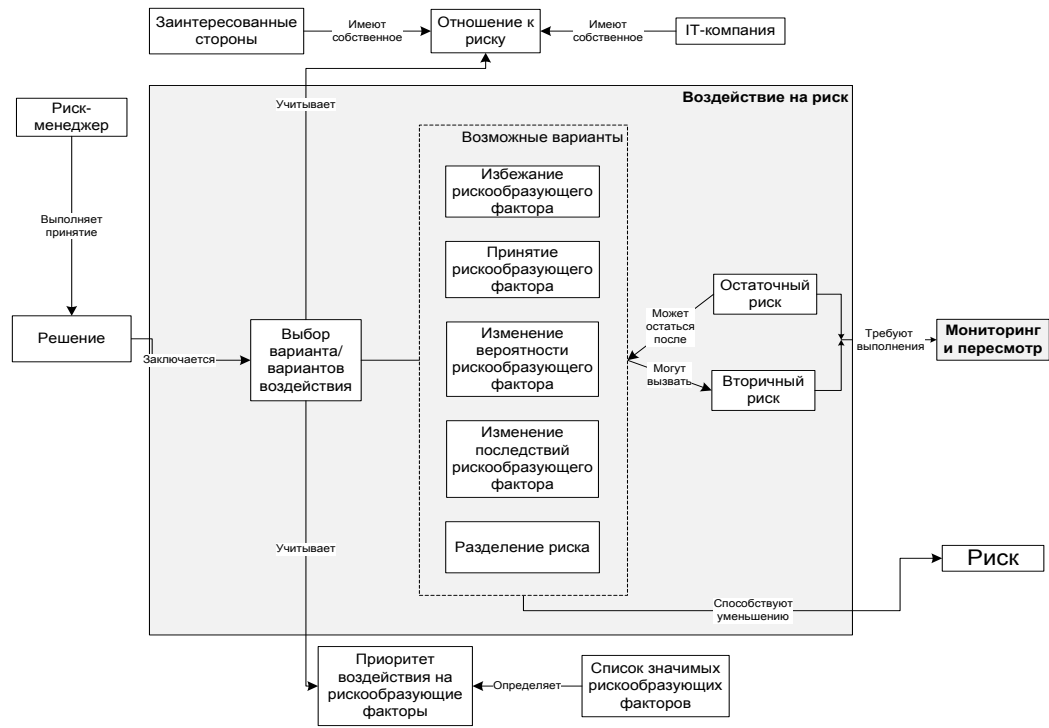 Заинтересованные
стороны
Имеют
собственное
Отношение к
риску
Имеют
собственное
IT-компания
Учитывает
Воздействие на риск
Риск-
менеджер
Выполняет
принятие
Решение
Заключается
Выбор
варианта/
вариантов
воздействия
Возможные варианты
Избежание
рискообразующего
фактора
Принятие
рискообразующего
фактора
Изменение
вероятности
рискообразующего
фактора
Изменение
последствий
рискообразующего
фактора
Разделение риска
Может
остаться
после
Остаточный
риск
Могут
вызвать
Вторичный
риск
Требуют
выполнения
Мониторинг
и пересмотр
Учитывает
Способствуют
уменьшению
Риск
Приоритет
воздействия на
рискообразующие
факторы
Определяет
Список значимых
рискообразующих
факторов